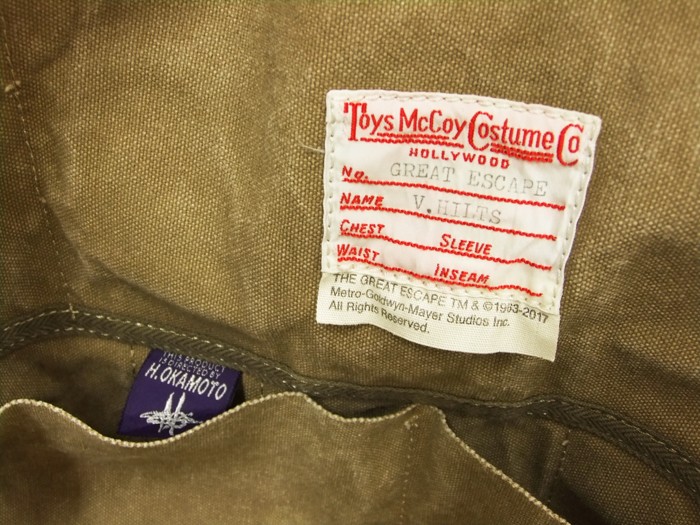 Toys McCoy Costume Co
HOLLYWOOD
No. GREAT ESCAPE
NAME V.HILTS
CHEST SLEEVE
WAIST INSEAM
THE GREAT ESCAPE TM & ©1963-2017
Metro-Goldwyn-Mayer Studios Inc.
All Rights Reserved.
THIS PRODUCT
IS DIRECTED BY
H.OKAMOTO